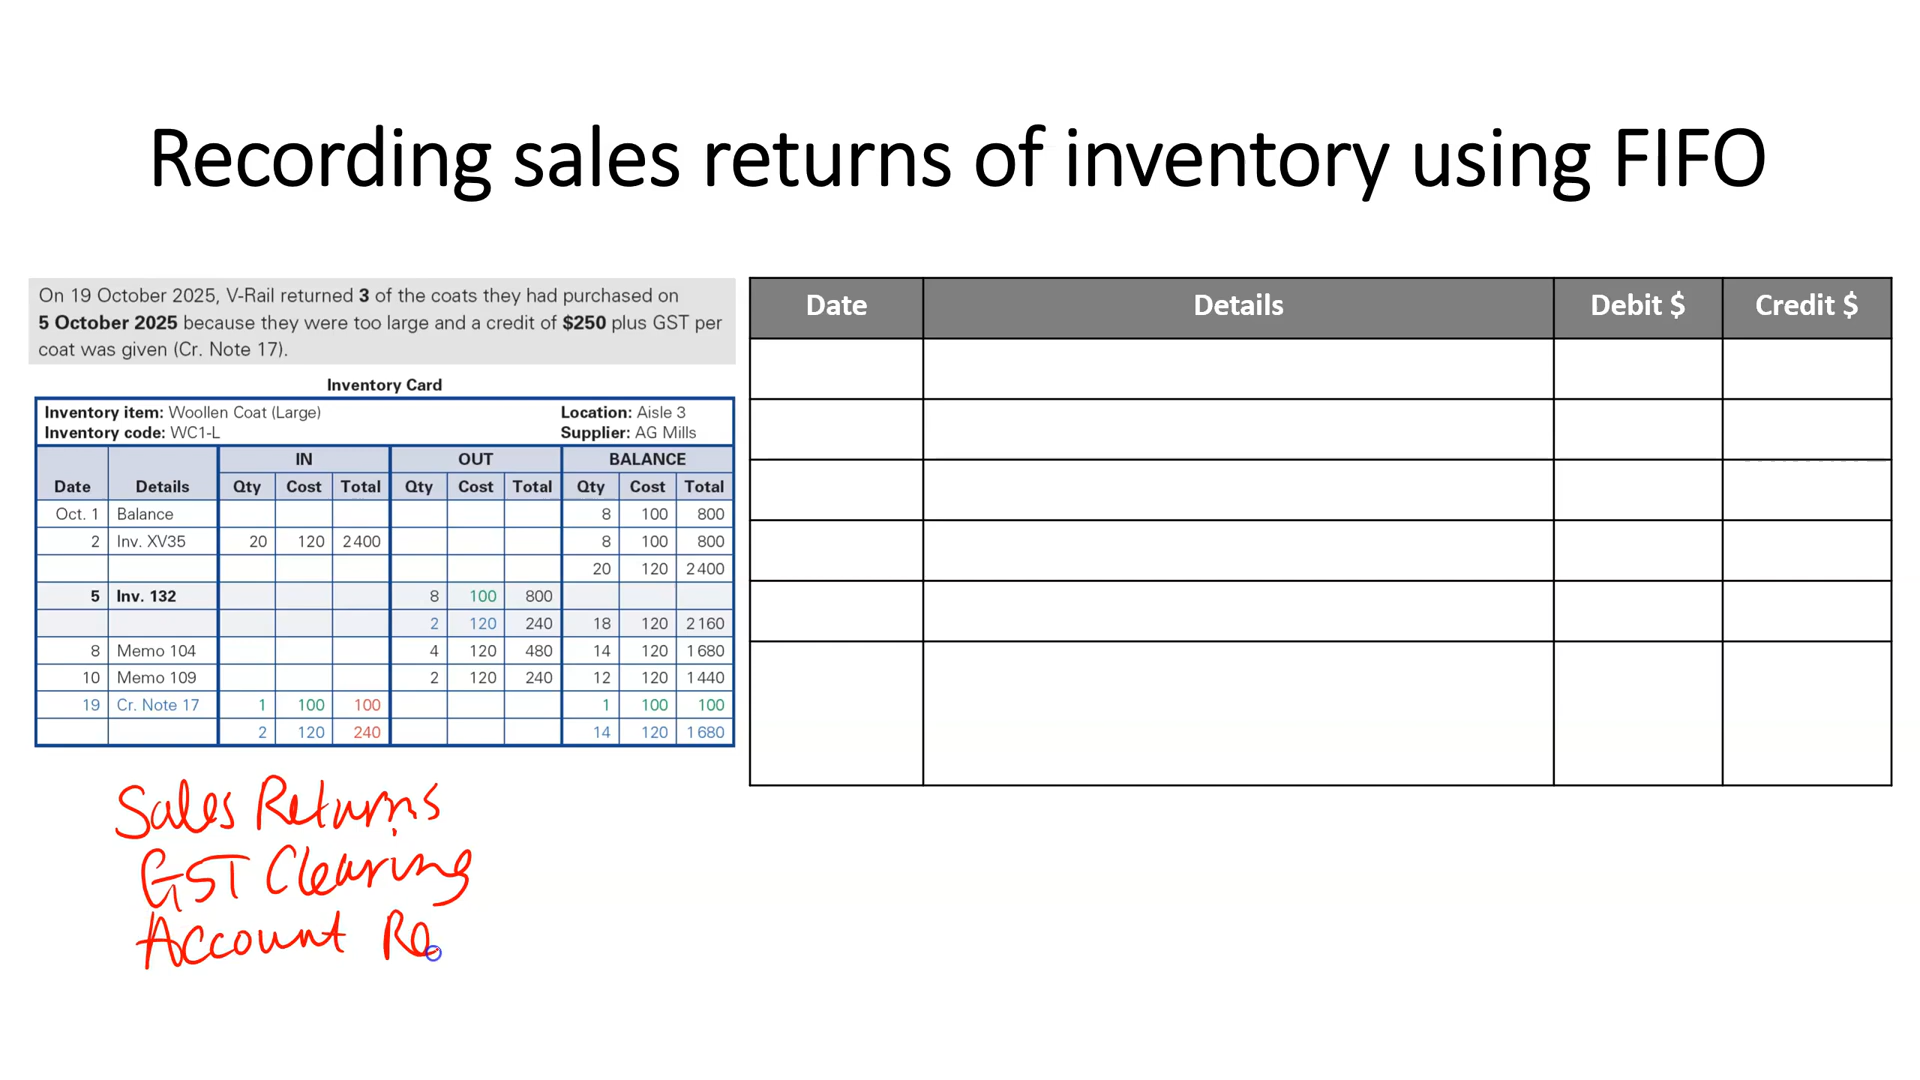 Recording sales returns of inventory using FIFO
On 19 October 2025, V-Rail returned 3 of the coats they had purchased on
5 October 2025 because they were too large and a credit of $250 plus GST per
coat was given (Cr. Note 17).
Inventory Card
Inventory item: Woollen Coat (Large) Location: Aisle 3
Inventory code: WC1-L Supplier: AG Mills
IN OUT BALANCE
Date Details Qty Cost Total Qty Cost Total Qty Cost Total
Oct. 1 Balance 8 100 800
2 Inv. XV35 20 120 2400 8 100 800
20 120 2400
5 Inv. 132 8 100 800
2 120 240 18 120 2160
8 Memo 104 4 120 480 14 120 1680
10 Memo 109 2 120 240 12 120 1440
19 Cr. Note 17 1 100 100 1 100 100
2 120 240 14 120 1680
Date Details Debit $ Credit $
Sales Returns
GST Clearing
Account Re